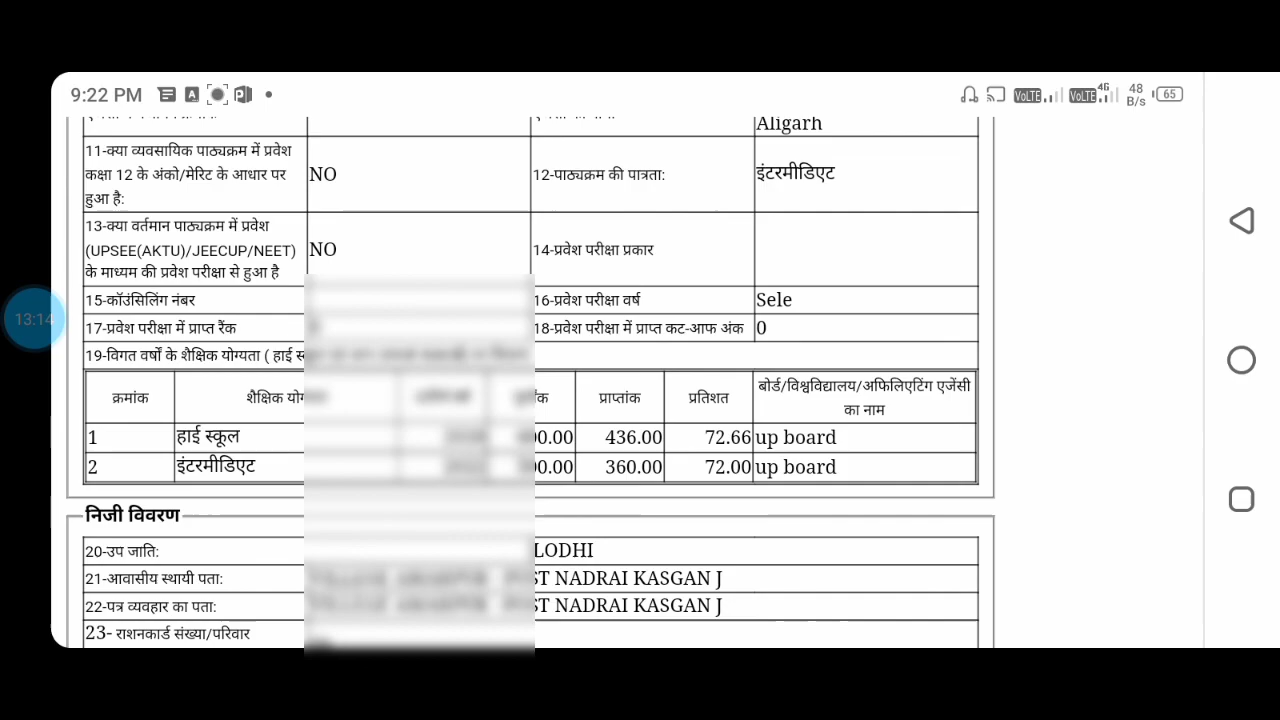 9:22 PM
VoLTE VoLTE 4G 48 B/s 65
Aligarh
11-क्या व्यवसायिक पाठ्यक्रम में प्रवेश
कक्षा 12 के अंको/मेरिट के आधार पर
हुआ है:
NO
12-पाठ्यक्रम की पात्रता:
इंटरमीडिएट
13-क्या वर्तमान पाठ्यक्रम में प्रवेश
(UPSEE(AKTU)/JEECUP/NEET)
के माध्यम की प्रवेश परीक्षा से हुआ है
NO
14-प्रवेश परीक्षा प्रकार
13:14
15-कॉउंसिलिंग नंबर
16-प्रवेश परीक्षा वर्ष
Sele
17-प्रवेश परीक्षा में प्राप्त रैंक
18-प्रवेश परीक्षा में प्राप्त कट-आफ अंक
0
19-विगत वर्षों के शैक्षिक योग्यता ( हाई
क्रमांक शैक्षिक प्राप्तांक प्रतिशत बोर्ड/विश्वविद्यालय/अफिलिएटिंग एजेंसी
का नाम
1 हाई स्कूल 436.00 72.66 up board
2 इंटरमीडिएट 360.00 72.00 up board
निजी विवरण
20-उप जाति: LODHI
21-आवासीय स्थायी पता: NADRAI KASGAN J
22-पत्र व्यवहार का पता: NADRAI KASGAN J
23- राशनकार्ड संख्या/परिवार